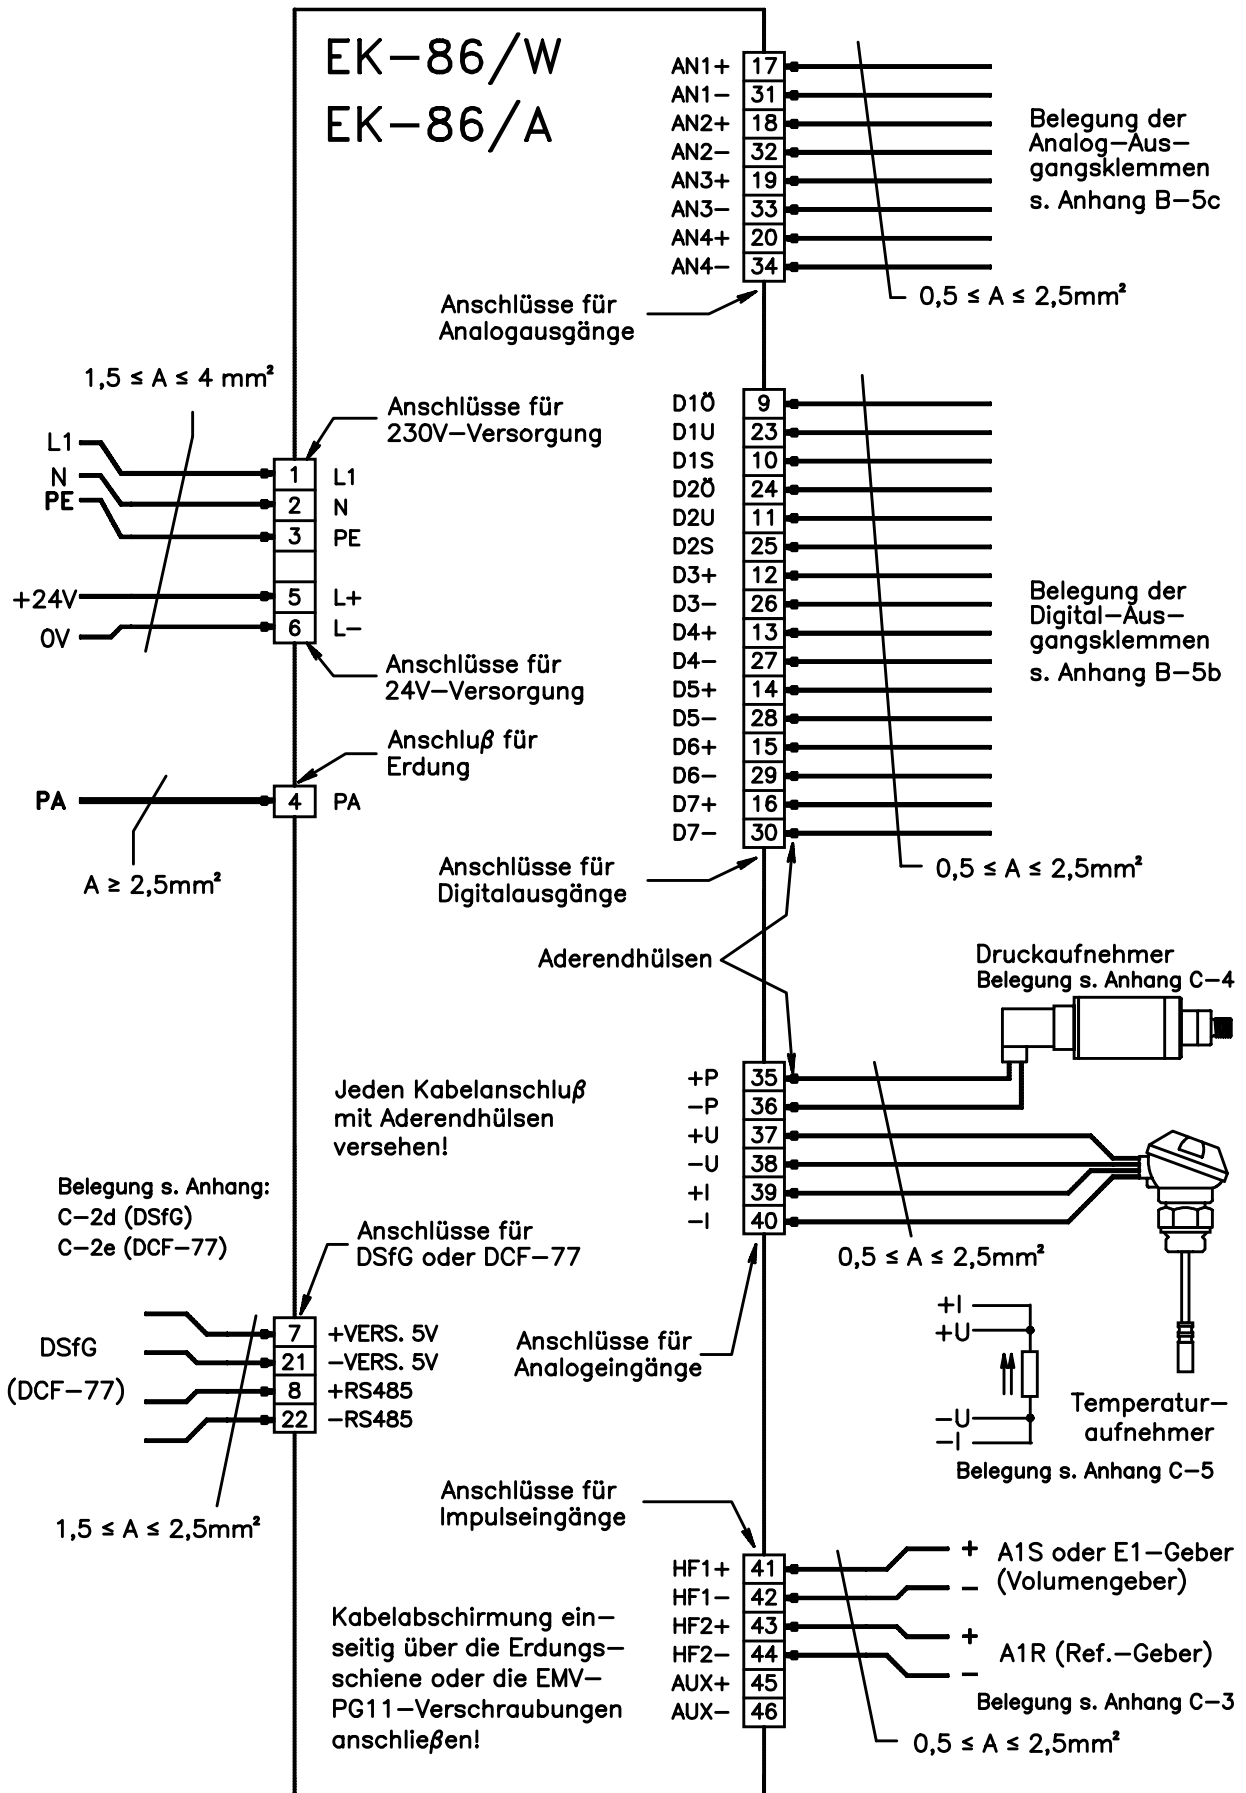 EK-86/W
EK-86/A
AN1+ 17
AN1- 31
AN2+ 18
AN2- 32
AN3+ 19
AN3- 33
AN4+ 20
AN4- 34
Belegung der
Analog-Aus-
gangsklemmen
s. Anhang B-5c
0,5 ≤ A ≤ 2,5mm²
Anschlüsse für
Analogausgänge
1,5 ≤ A ≤ 4 mm²
Anschlüsse für
230V-Versorgung
L1 1 L1
N 2 N
PE 3 PE
+24V 5 L+
0V 6 L-
Anschlüsse für
24V-Versorgung
Anschluß für
Erdung
PA 4 PA
A ≥ 2,5mm²
D1Ö 9
D1U 23
D1S 10
D2Ö 24
D2U 11
D2S 25
D3+ 12
D3- 26
D4+ 13
D4- 27
D5+ 14
D5- 28
D6+ 15
D6- 29
D7+ 16
D7- 30
Belegung der
Digital-Aus-
gangsklemmen
s. Anhang B-5b
0,5 ≤ A ≤ 2,5mm²
Anschlüsse für
Digitalausgänge
Aderendhülsen
Druckaufnehmer
Belegung s. Anhang C-4
Jeden Kabelanschluß
mit Aderendhülsen
versehen!
+P 35
-P 36
+U 37
-U 38
+I 39
-I 40
0,5 ≤ A ≤ 2,5mm²
Belegung s. Anhang:
C-2d (DSfG)
C-2e (DCF-77)
Anschlüsse für
DSfG oder DCF-77
DSfG
(DCF-77)
7 +VERS. 5V
21 -VERS. 5V
8 +RS485
22 -RS485
1,5 ≤ A ≤ 2,5mm²
Anschlüsse für
Analogeingänge
+I
+U
-U
-I
Temperatur-
aufnehmer
Belegung s. Anhang C-5
Anschlüsse für
Impulseingänge
HF1+ 41
HF1- 42
HF2+ 43
HF2- 44
AUX+ 45
AUX- 46
+ A1S oder E1-Geber
- (Volumengeber)
+
A1R (Ref.-Geber)
-
Belegung s. Anhang C-3
0,5 ≤ A ≤ 2,5mm²
Kabelabschirmung ein-
seitig über die Erdungs-
schiene oder die EMV-
PG11-Verschraubungen
anschließen!